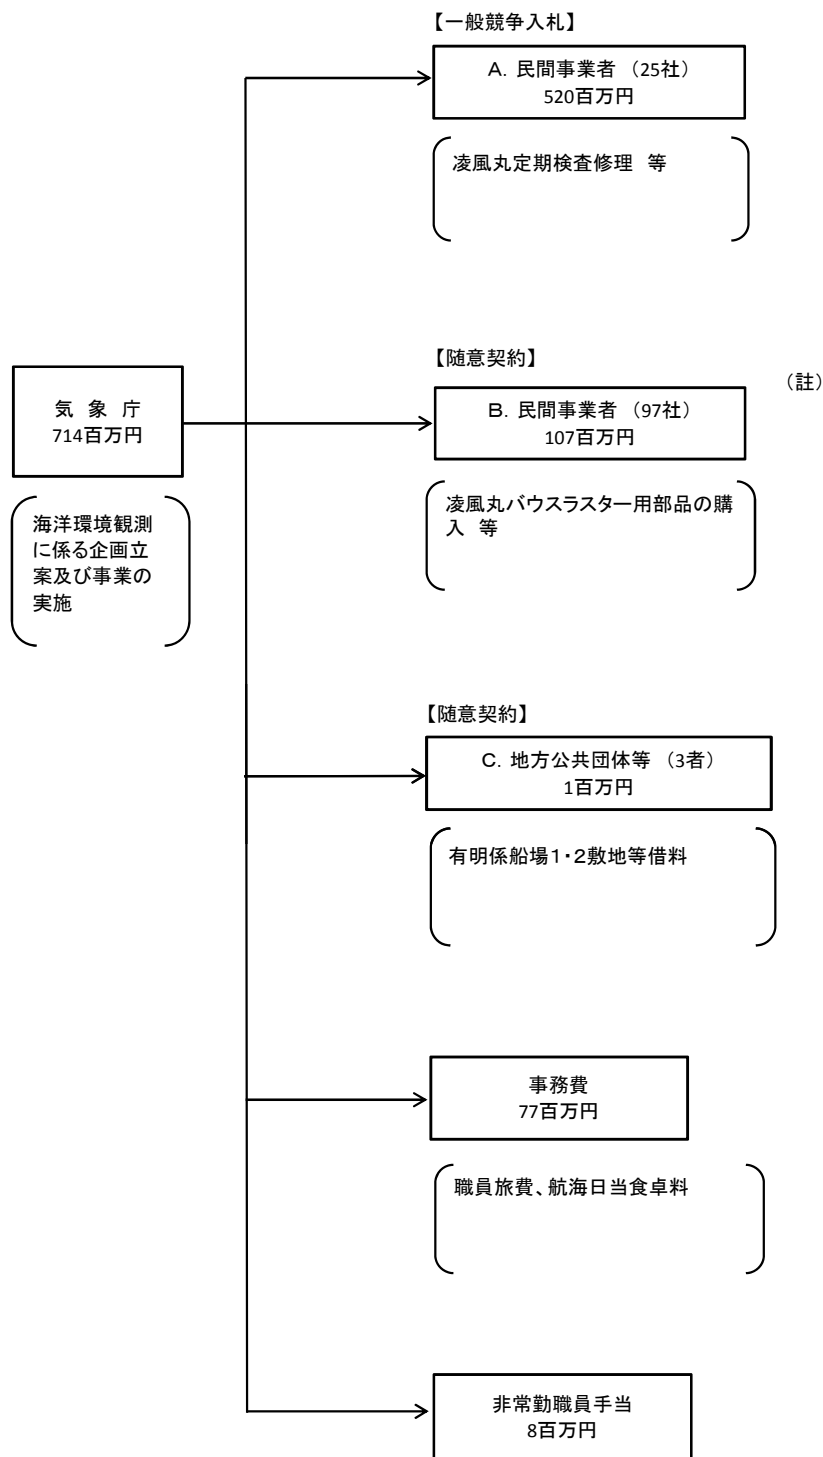 【一般競争入札】
A. 民間事業者 （25社）
520百万円
凌風丸定期検査修理 等
【随意契約】
（註）
気 象 庁
714百万円
B. 民間事業者 （97社）
107百万円
海洋環境観測
に係る企画立
案及び事業の
実施
凌風丸バウスラスター用部品の購
入 等
【随意契約】
C. 地方公共団体等 （3者）
1百万円
有明係船場１・２敷地等借料
事務費
77百万円
職員旅費、航海日当食卓料
非常勤職員手当
8百万円